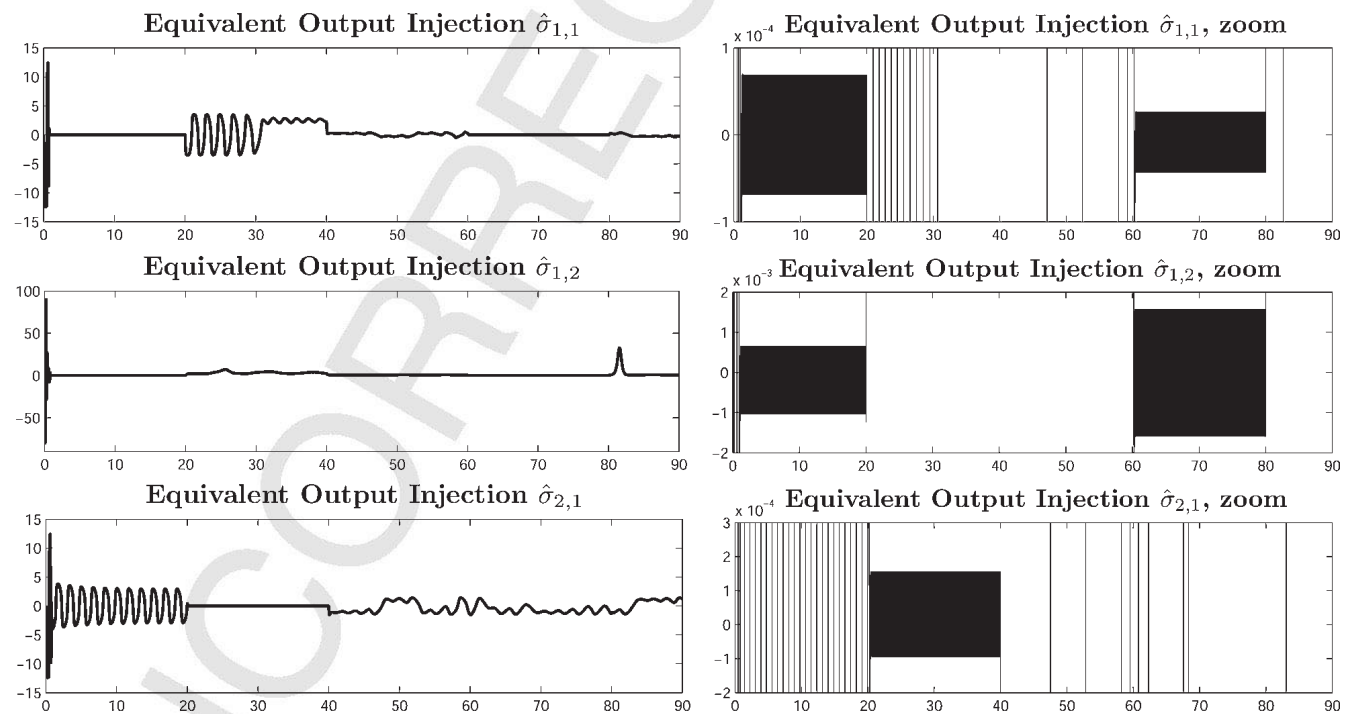 Equivalent Output Injection σ̂₁,₁
15
10
5
0
−5
−10
−15
0 10 20 30 40 50 60 70 80 90
x 10⁻⁴ Equivalent Output Injection σ̂₁,₁, zoom
1
0
−1
0 10 20 30 40 50 60 70 80 90
Equivalent Output Injection σ̂₁,₂
100
50
0
−50
0 10 20 30 40 50 60 70 80 90
x 10⁻³ Equivalent Output Injection σ̂₁,₂, zoom
2
1
0
−1
−2
0 10 20 30 40 50 60 70 80 90
Equivalent Output Injection σ̂₂,₁
15
10
5
0
−5
−10
−15
0 10 20 30 40 50 60 70 80 90
x 10⁻⁴ Equivalent Output Injection σ̂₂,₁, zoom
3
2
1
0
−1
−2
0 10 20 30 40 50 60 70 80 90
NCORREC